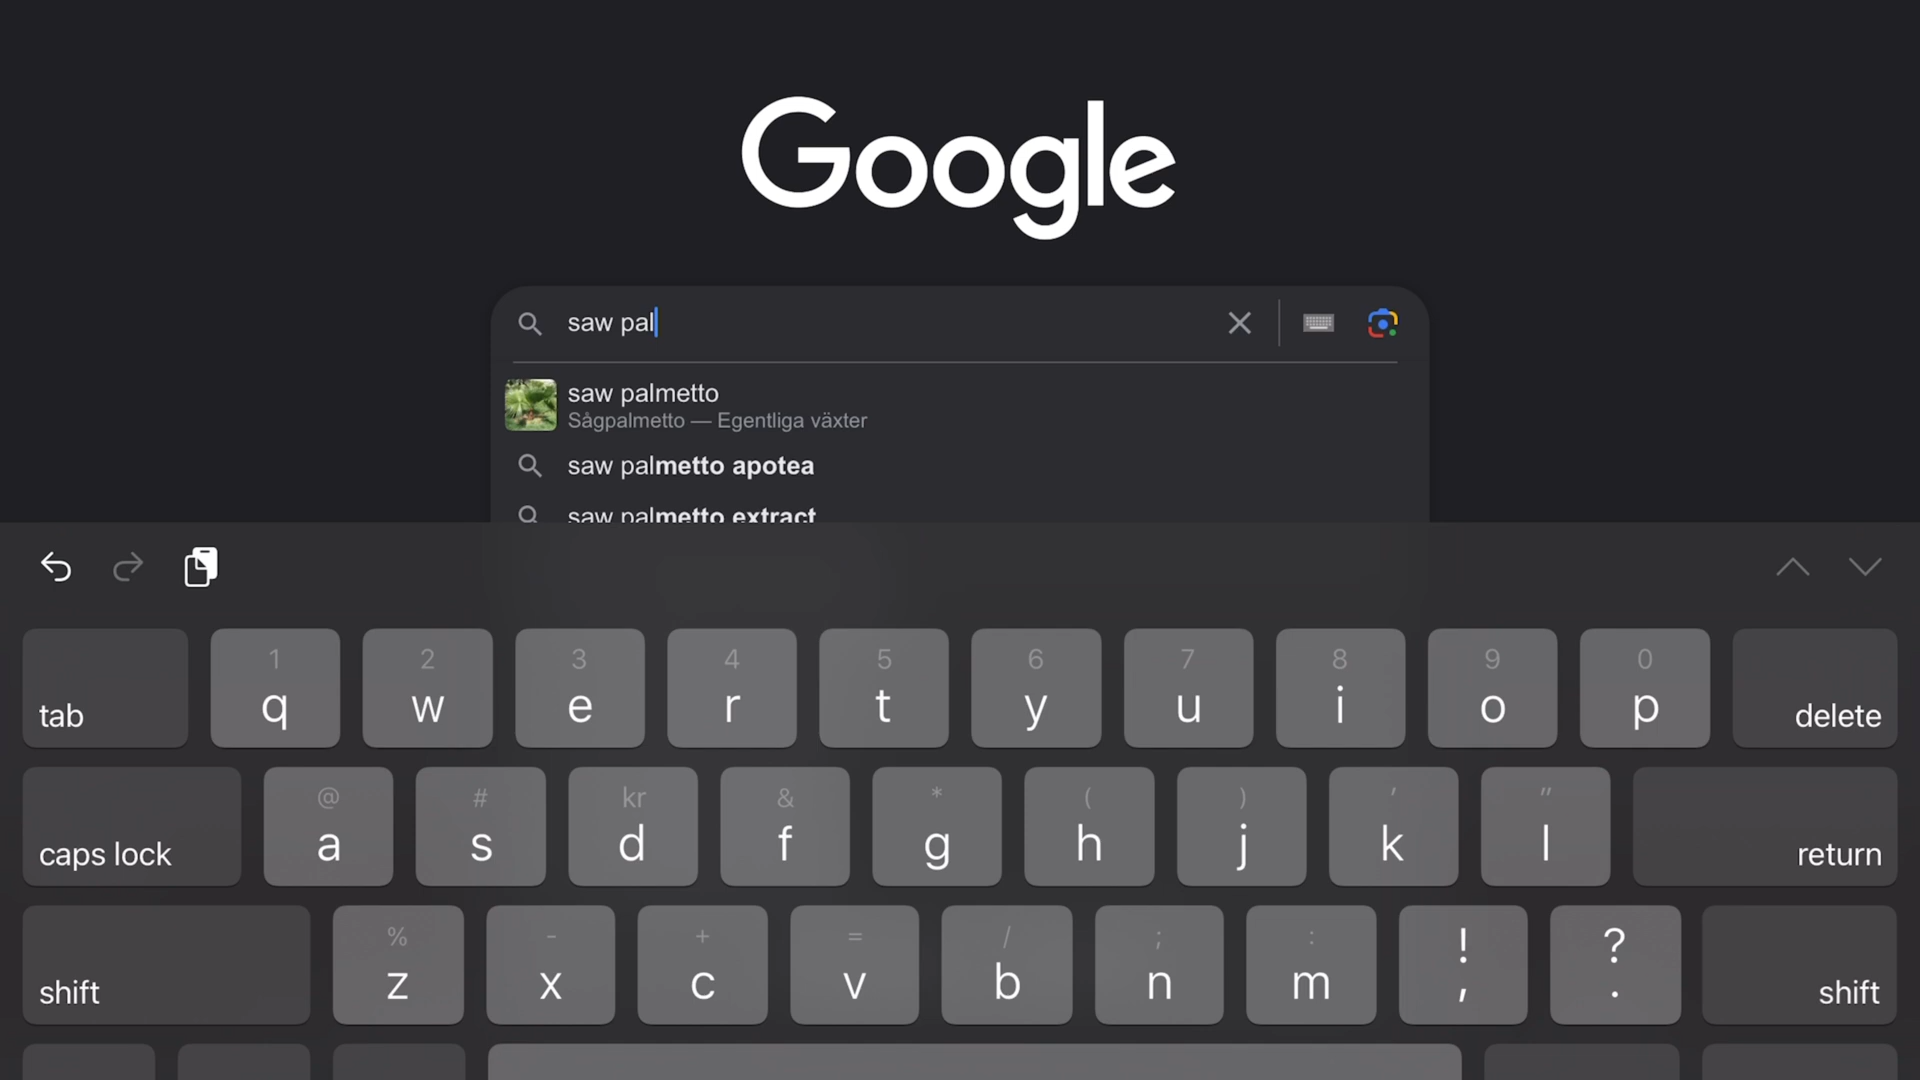 Google
saw pal
saw palmetto
Sågpalmetto — Egentliga växter
saw palmetto apotea
saw palmetto extract
1 2 3 4 5 6 7 8 9 0
tab q w e r t y u i o p delete
@ # kr & * ( ) ' "
caps lock a s d f g h j k l return
% - + = / ; : ! ?
shift z x c v b n m , . shift